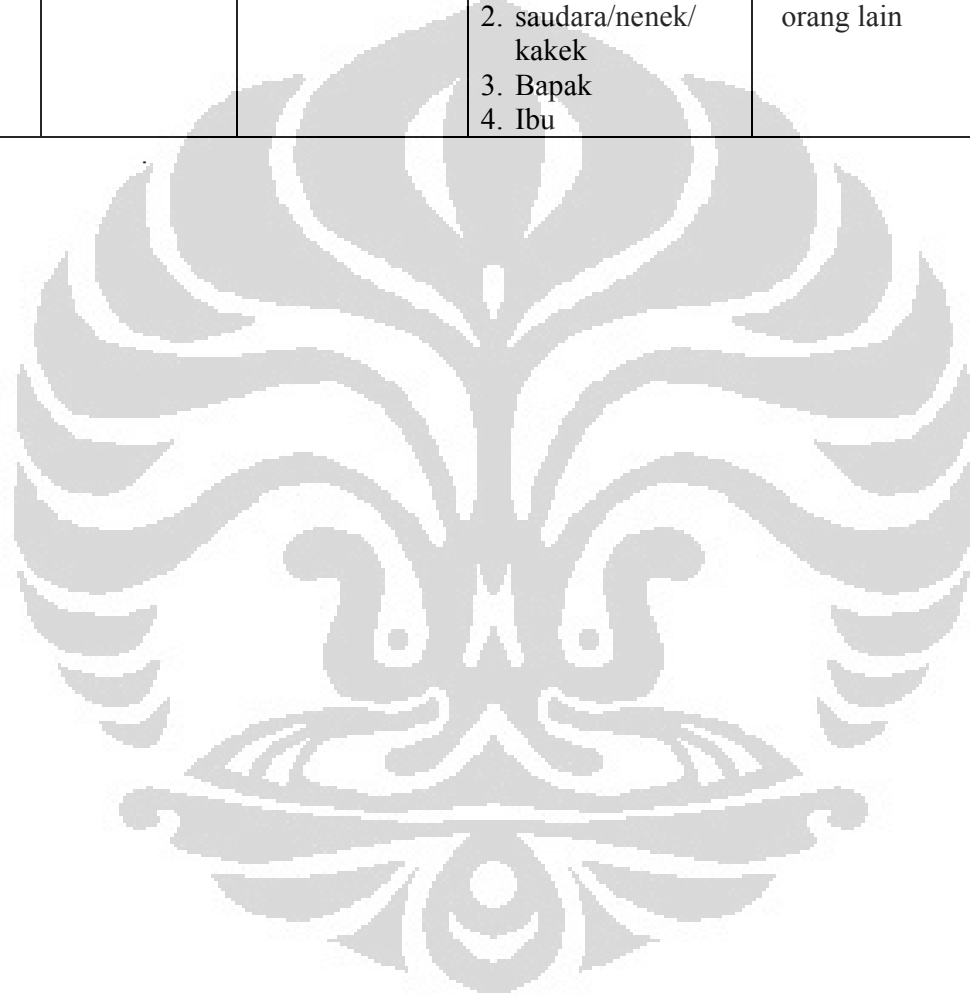 2. saudara/nenek/
kakek
3. Bapak
4. Ibu
orang lain